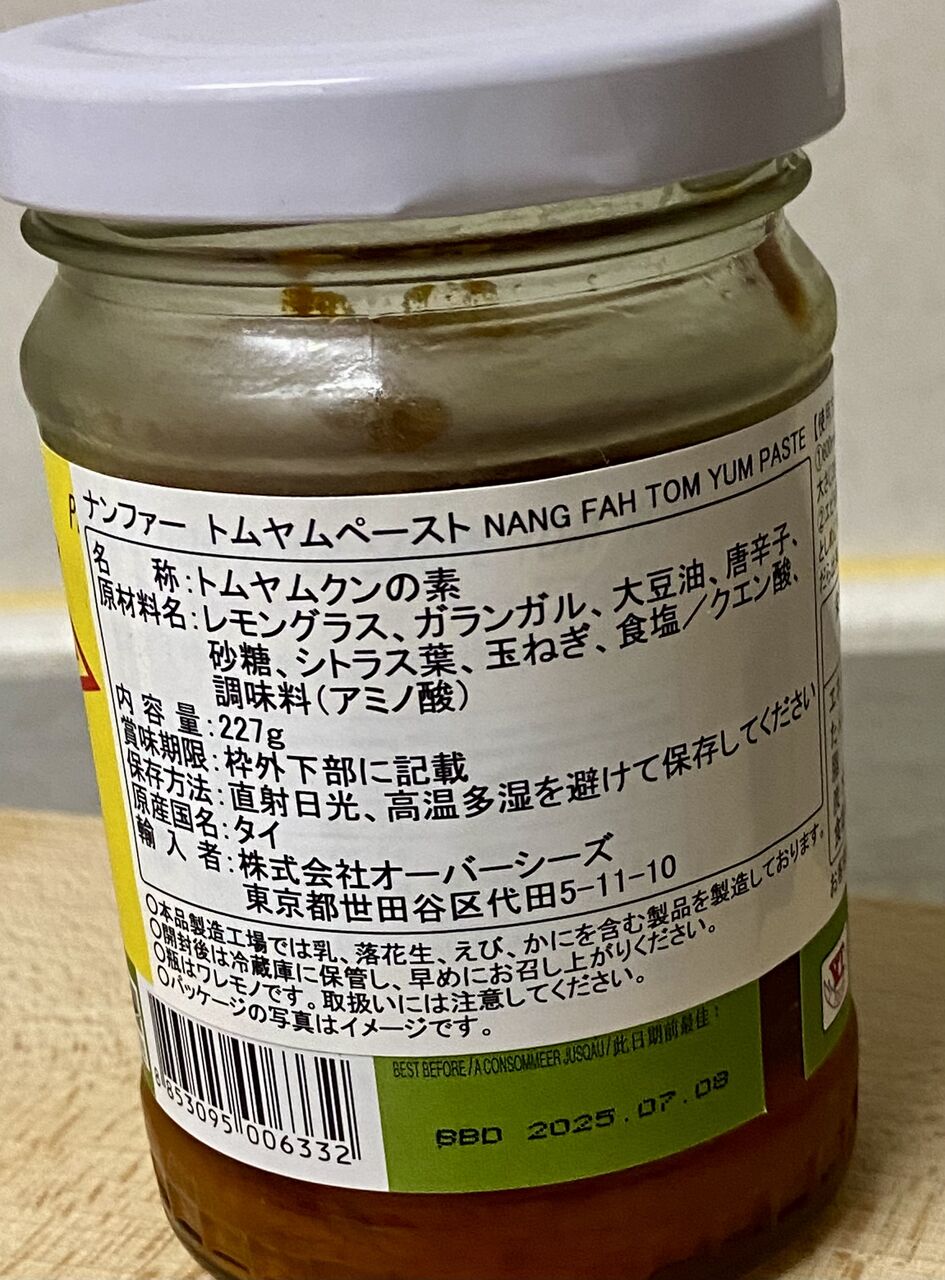 ナンファー トムヤムペースト NANG FAH TOM YUM PASTE
名 称:トムヤムクンの素
原材料名:レモングラス、ガランガル、大豆油、唐辛子、
砂糖、シトラス葉、玉ねぎ、食塩／クエン酸、
調味料(アミノ酸)
内 容 量:227g
賞味期限:枠外下部に記載
保存方法:直射日光、高温多湿を避けて保存してください
原産国名:タイ
輸 入 者:株式会社オーバーシーズ
東京都世田谷区代田5-11-10
○本品製造工場では乳、落花生、えび、かにを含む製品を製造しております。
○開封後は冷蔵庫に保管し、早めにお召し上がりください。
○瓶はワレモノです。取扱いには注意してください。
○パッケージの写真はイメージです。
8 853095 006332
BEST BEFORE/A CONSOMMEER JUSQAU/此日期前最佳:
BBD 2025.07.08